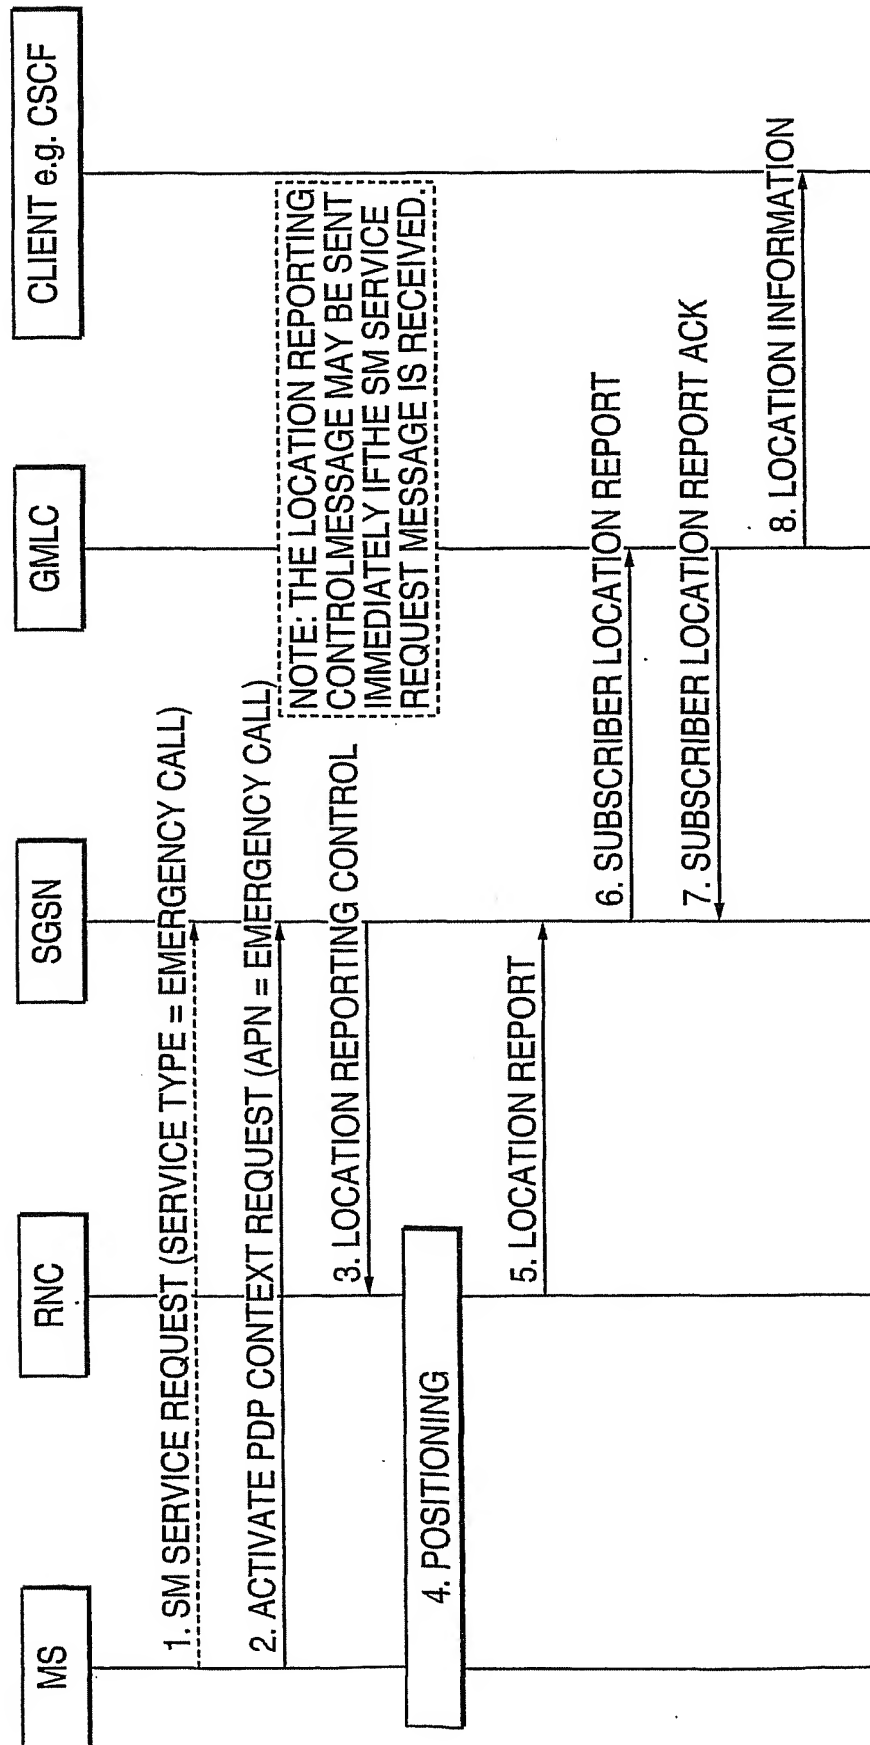 MS
RNC
SGSN
GMLC
CLIENT e.g. CSCF
1. SM SERVICE REQUEST (SERVICE TYPE = EMERGENCY CALL)
2. ACTIVATE PDP CONTEXT REQUEST (APN = EMERGENCY CALL)
NOTE: THE LOCATION REPORTING
CONTROLMESSAGE MAY BE SENT
IMMEDIATELY IFTHE SM SERVICE
REQUEST MESSAGE IS RECEIVED.
3. LOCATION REPORTING CONTROL
4. POSITIONING
5. LOCATION REPORT
6. SUBSCRIBER LOCATION REPORT
7. SUBSCRIBER LOCATION REPORT ACK
8. LOCATION INFORMATION